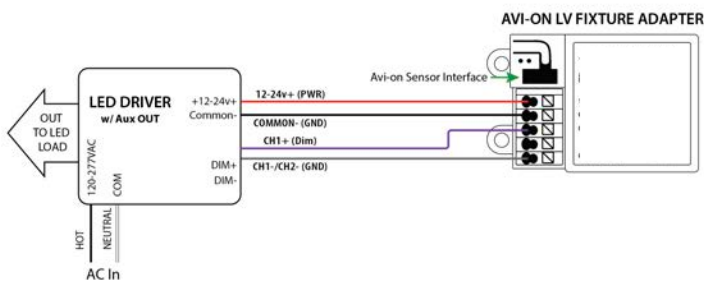 AVI-ON LV FIXTURE ADAPTER
Avi-on Sensor Interface
OUT
TO LED
LOAD
LED DRIVER
w/ Aux OUT
+12-24v+
Common-
DIM+
DIM-
120-277VAC
COM
12-24v+ (PWR)
COMMON- (GND)
CH1+ (Dim)
CH1-/CH2- (GND)
HOT
NEUTRAL
AC In